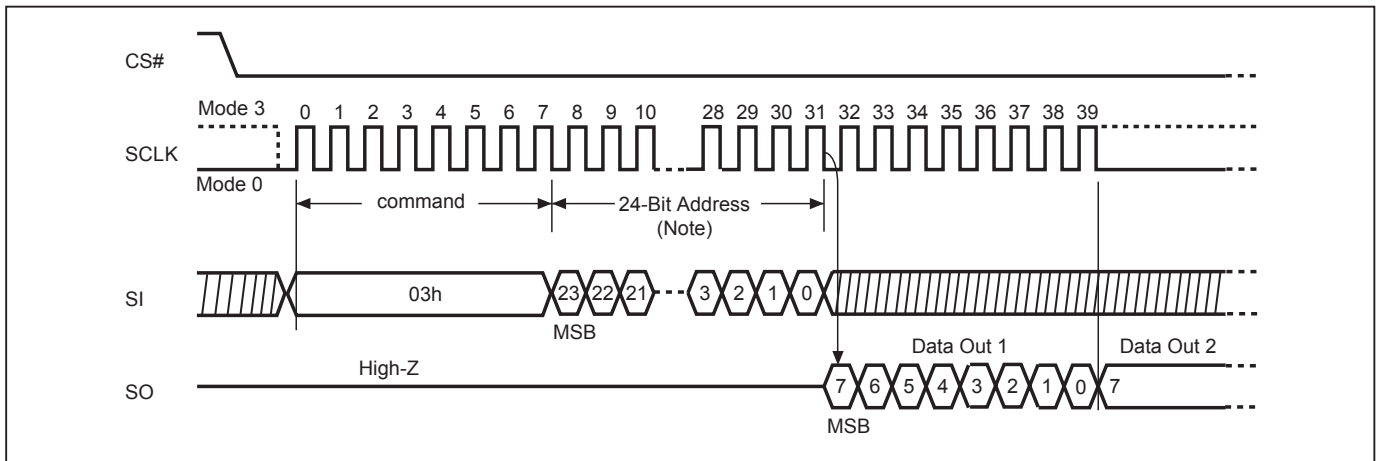 CS#
Mode 3
0 1 2 3 4 5 6 7 8 9 10 28 29 30 31 32 33 34 35 36 37 38 39
SCLK
Mode 0
command
24-Bit Address
(Note)
SI
03h
23 22 21 3 2 1 0
MSB
Data Out 1
Data Out 2
High-Z
SO
7 6 5 4 3 2 1 0 7
MSB